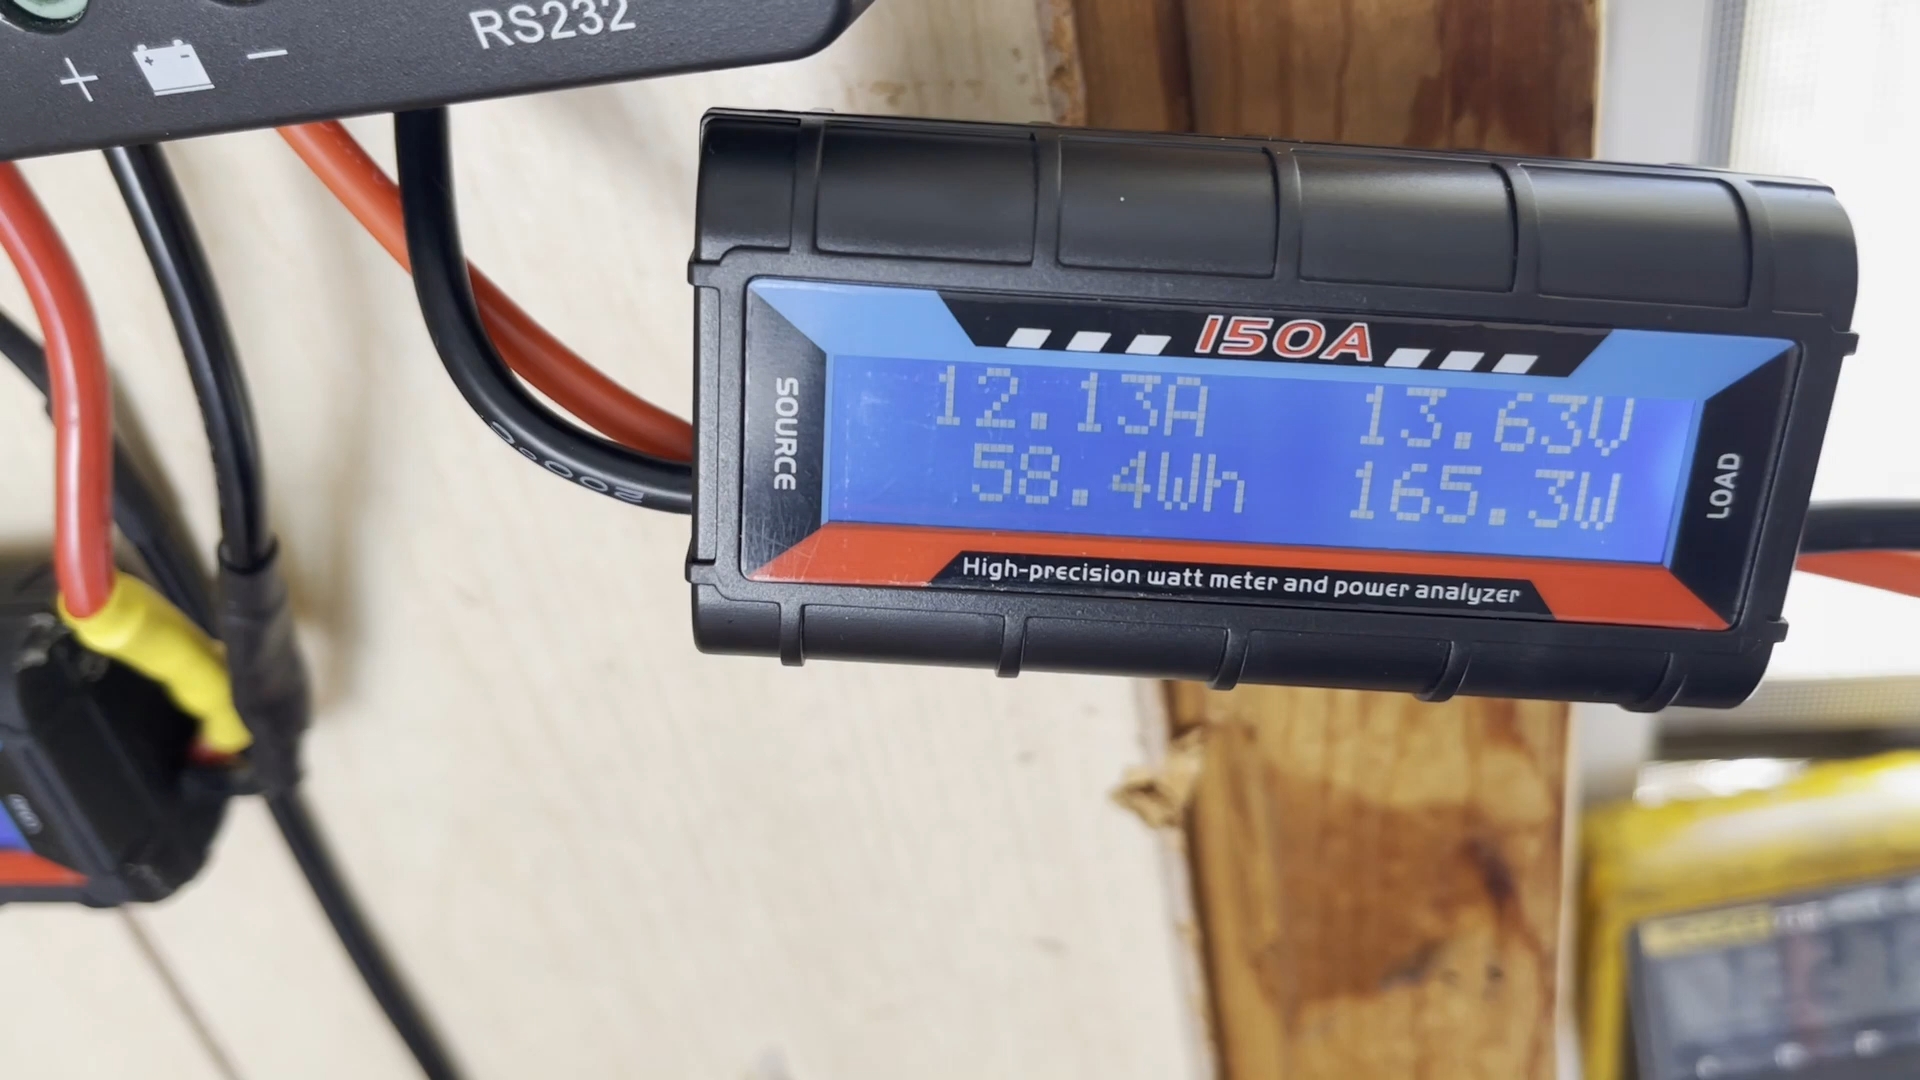 RS232
+ -
150A
SOURCE
12.13A 13.63V
58.4Wh 165.3W
LOAD
High-precision watt meter and power analyzer
200°C